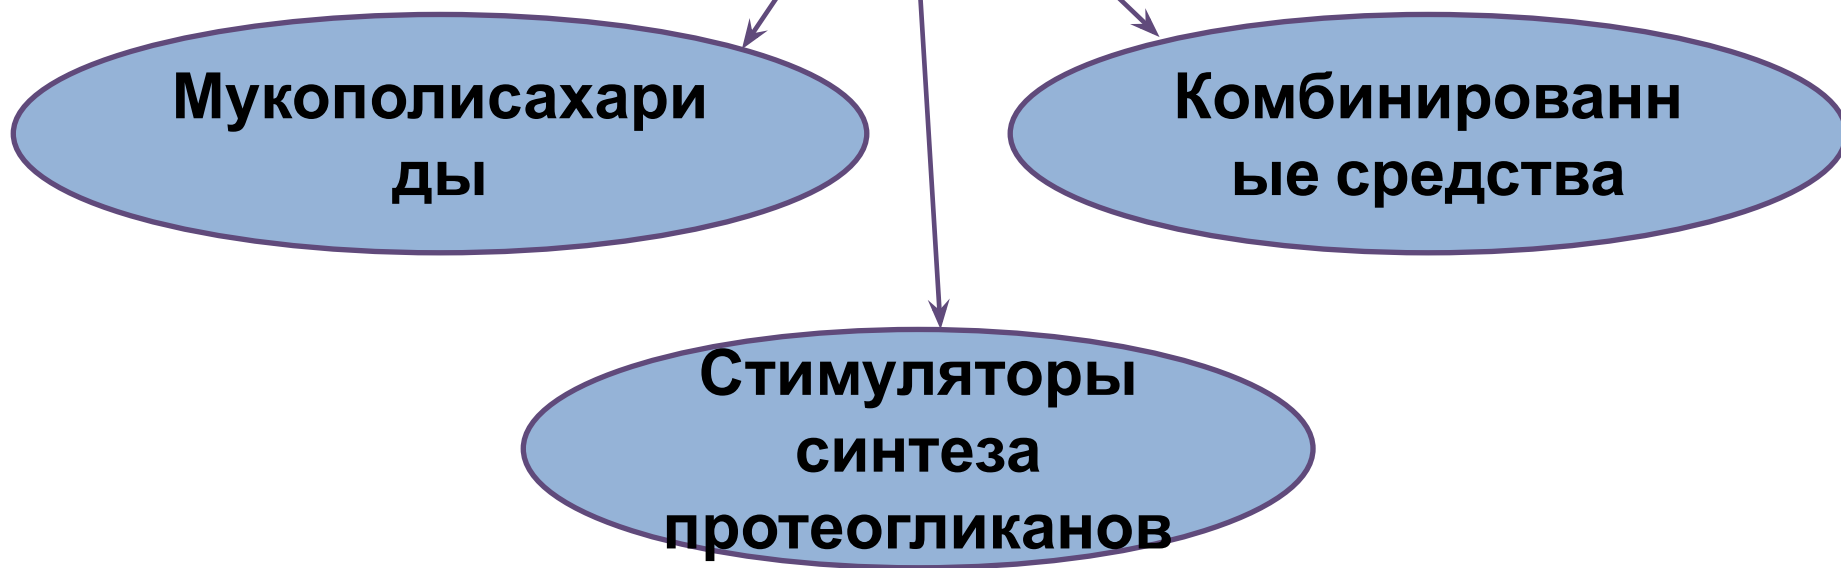 Мукополисахари
ды
Комбинированн
ые средства
Стимуляторы
синтеза
протеогликанов